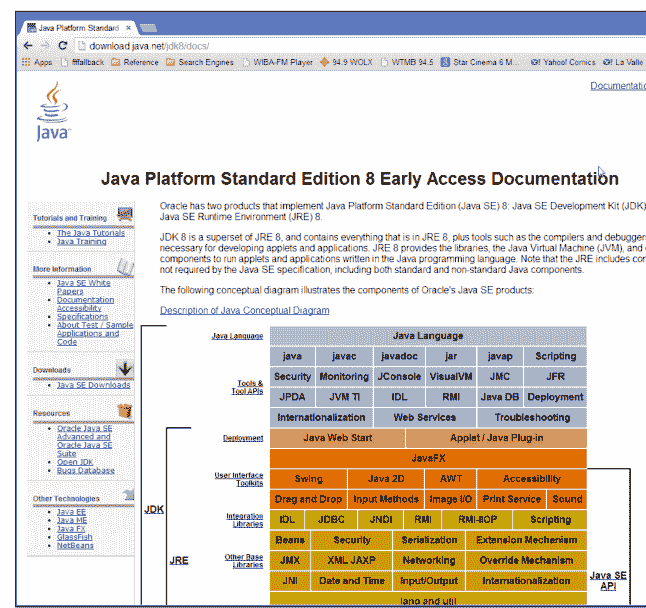 Java Platform Standard
download.java.net/jdk8/docs/
Apps ffffallback Reference Search Engines WIBA-FM Player 94.9 WOLX WTMB 94.5 Star Cinema 6 M... Yahoo! Comics La Valle
Documentatio
Java
Java Platform Standard Edition 8 Early Access Documentation
Oracle has two products that implement Java Platform Standard Edition (Java SE) 8: Java SE Development Kit (JDK)
Java SE Runtime Environment (JRE) 8.
JDK 8 is a superset of JRE 8, and contains everything that is in JRE 8, plus tools such as the compilers and debuggers
necessary for developing applets and applications. JRE 8 provides the libraries, the Java Virtual Machine (JVM), and
components to run applets and applications written in the Java programming language. Note that the JRE includes con
not required by the Java SE specification, including both standard and non-standard Java components.
The following conceptual diagram illustrates the components of Oracle's Java SE products:
Description of Java Conceptual Diagram
Tutorials and Training
The Java Tutorials
Java Training
More Information
Java SE White
Papers
Documentation
Accessibility
Specifications
About Test / Sample
Applications and
Code
Downloads
Java SE Downloads
Resources
Oracle Java SE
Advanced and
Oracle Java SE
Suite
Open JDK
Bugs Database
Other Technologies
Java EE
Java ME
Java FX
GlassFish
NetBeans
JDK
JRE
Java Language Java Language
java javac javadoc jar javap Scripting
Tools &
Tool APIs
Security Monitoring JConsole VisualVM JMC JFR
JPDA JVM TI IDL RMI Java DB Deployment
Internationalization Web Services Troubleshooting
Deployment Java Web Start Applet / Java Plug-in
JavaFX
User Interface
Toolkits
Swing Java 2D AWT Accessibility
Drag and Drop Input Methods Image I/O Print Service Sound
Integration
Libraries
IDL JDBC JNDI RMI RMI-IIOP Scripting
Beans Security Serialization Extension Mechanism
Other Base
Libraries
JMX XML JAXP Networking Override Mechanism
JNI Date and Time Input/Output Internationalization
lang and util
Java SE
API